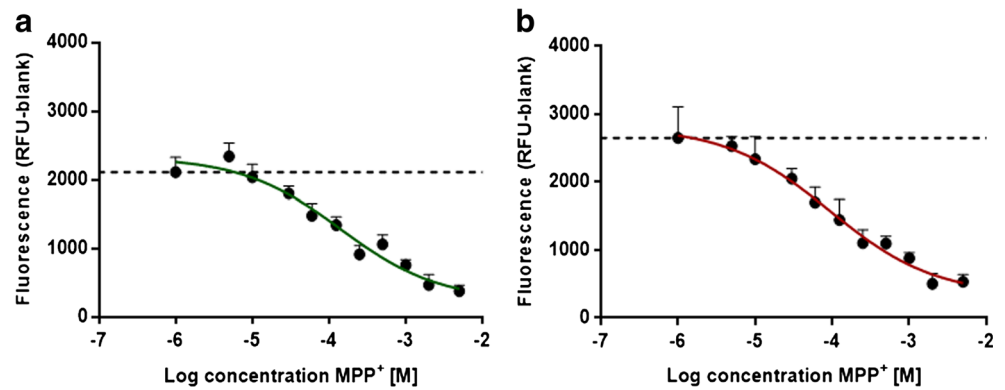 a
4000
3000
2000
1000
0
Fluorescence (RFU-blank)
-7 -6 -5 -4 -3 -2
Log concentration MPP+ [M]
b
4000
3000
2000
1000
0
Fluorescence (RFU-blank)
-7 -6 -5 -4 -3 -2
Log concentration MPP+ [M]